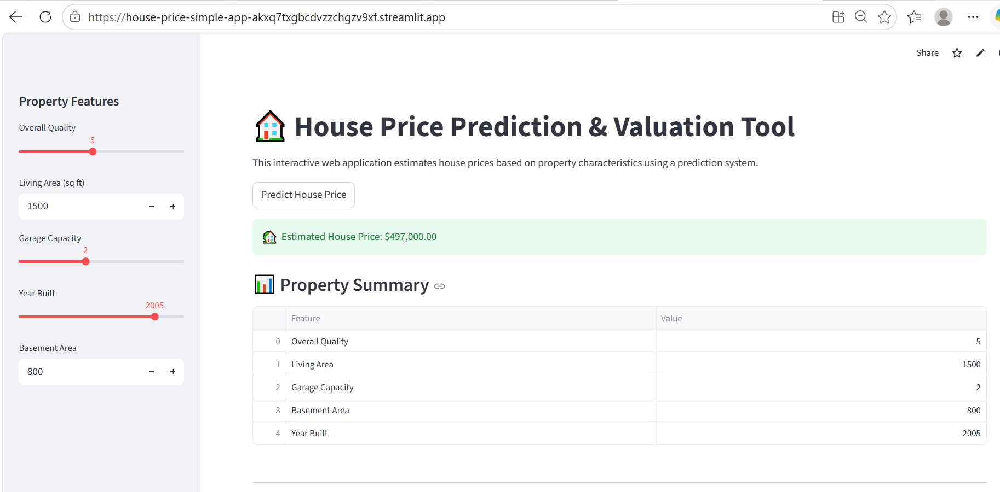 https://house-price-simple-app-akxq7txgbcdvzzchgzv9xf.streamlit.app
Share
Property Features
Overall Quality
5
Living Area (sq ft)
1500
Garage Capacity
2
Year Built
2005
Basement Area
800
House Price Prediction & Valuation Tool
This interactive web application estimates house prices based on property characteristics using a prediction system.
Predict House Price
Estimated House Price: $497,000.00
Property Summary
Feature Value
0 Overall Quality 5
1 Living Area 1500
2 Garage Capacity 2
3 Basement Area 800
4 Year Built 2005